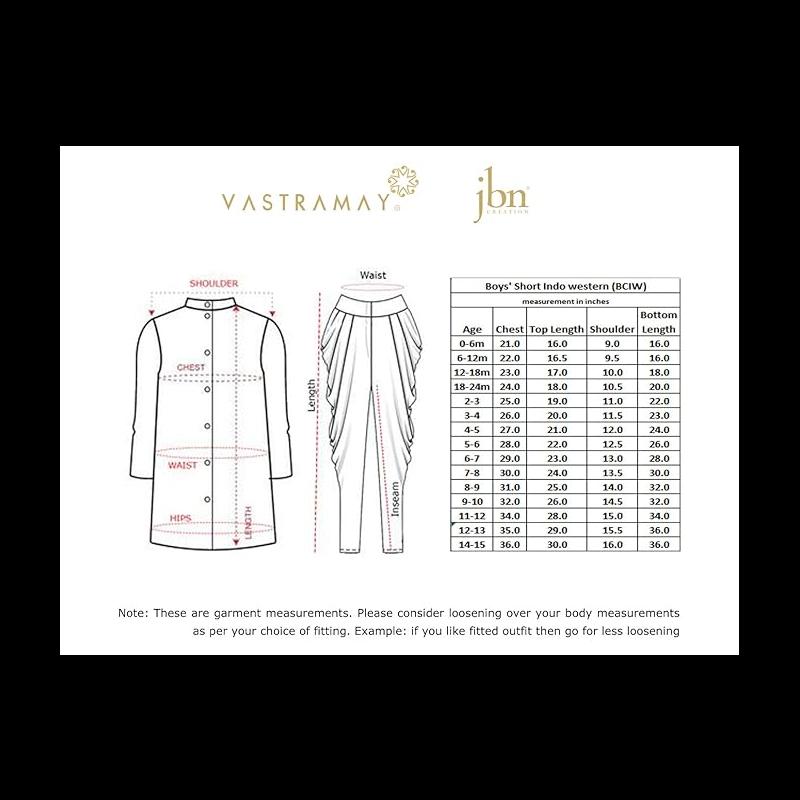 VASTRAMAY
jbn
CREATION
SHOULDER
CHEST
WAIST
HIPS
LENGTH
Waist
Length
Inseam
Boys' Short Indo western (BCIW)
measurement in inches
Age Chest Top Length Shoulder Bottom Length
0-6m 21.0 16.0 9.0 16.0
6-12m 22.0 16.5 9.5 16.0
12-18m 23.0 17.0 10.0 18.0
18-24m 24.0 18.0 10.5 20.0
2-3 25.0 19.0 11.0 22.0
3-4 26.0 20.0 11.5 23.0
4-5 27.0 21.0 12.0 24.0
5-6 28.0 22.0 12.5 26.0
6-7 29.0 23.0 13.0 28.0
7-8 30.0 24.0 13.5 30.0
8-9 31.0 25.0 14.0 32.0
9-10 32.0 26.0 14.5 32.0
11-12 34.0 28.0 15.0 34.0
12-13 35.0 29.0 15.5 36.0
14-15 36.0 30.0 16.0 36.0
Note: These are garment measurements. Please consider loosening over your body measurements
as per your choice of fitting. Example: if you like fitted outfit then go for less loosening